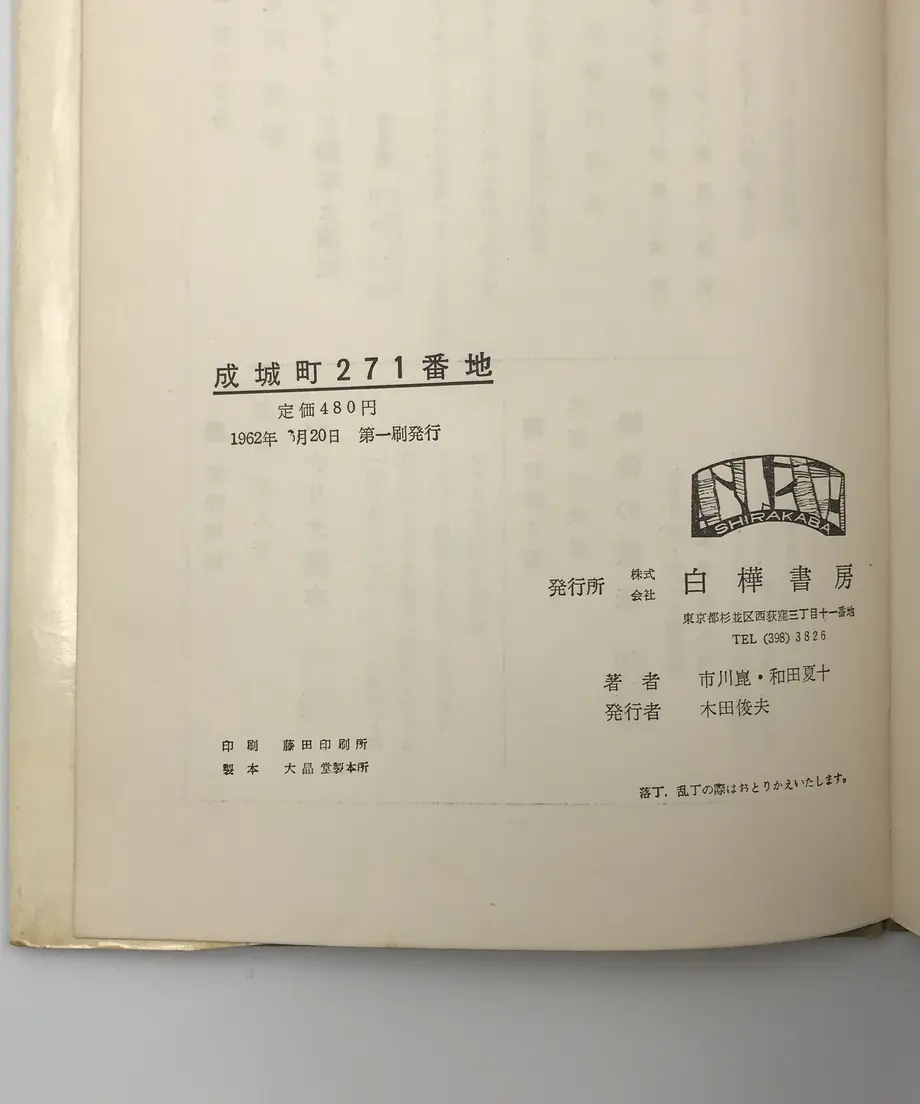 成城町271番地
定価480円
1962年 月20日 第一刷発行
SHIRAKABA
発行所 株式会社 白樺書房
東京都杉並区西荻窪三丁目十一番地
TEL (398) 3826
著者 市川崑・和田夏十
発行者 木田俊夫
印刷 藤田印刷所
製本 大晶堂製本所
落丁,乱丁の際はおとりかえいたします。